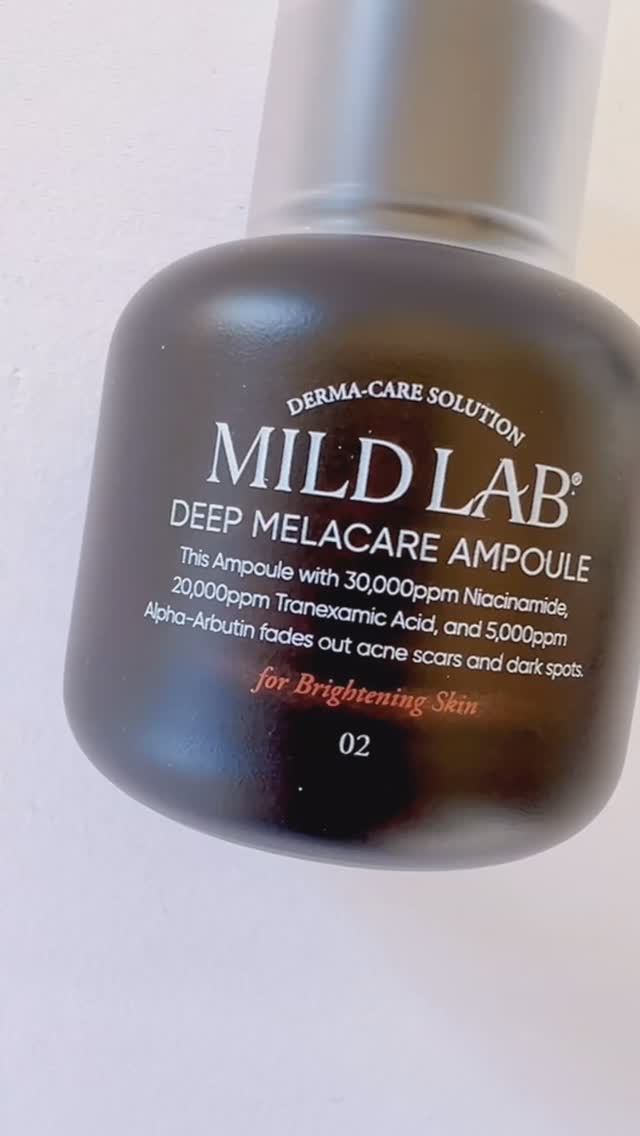 DERMA-CARE SOLUTION
MILD LAB®
DEEP MELACARE AMPOULE
This Ampoule with 30,000ppm Niacinamide,
20,000ppm Tranexamic Acid, and 5,000ppm
Alpha-Arbutin fades out acne scars and dark spots.
for Brightening Skin
02